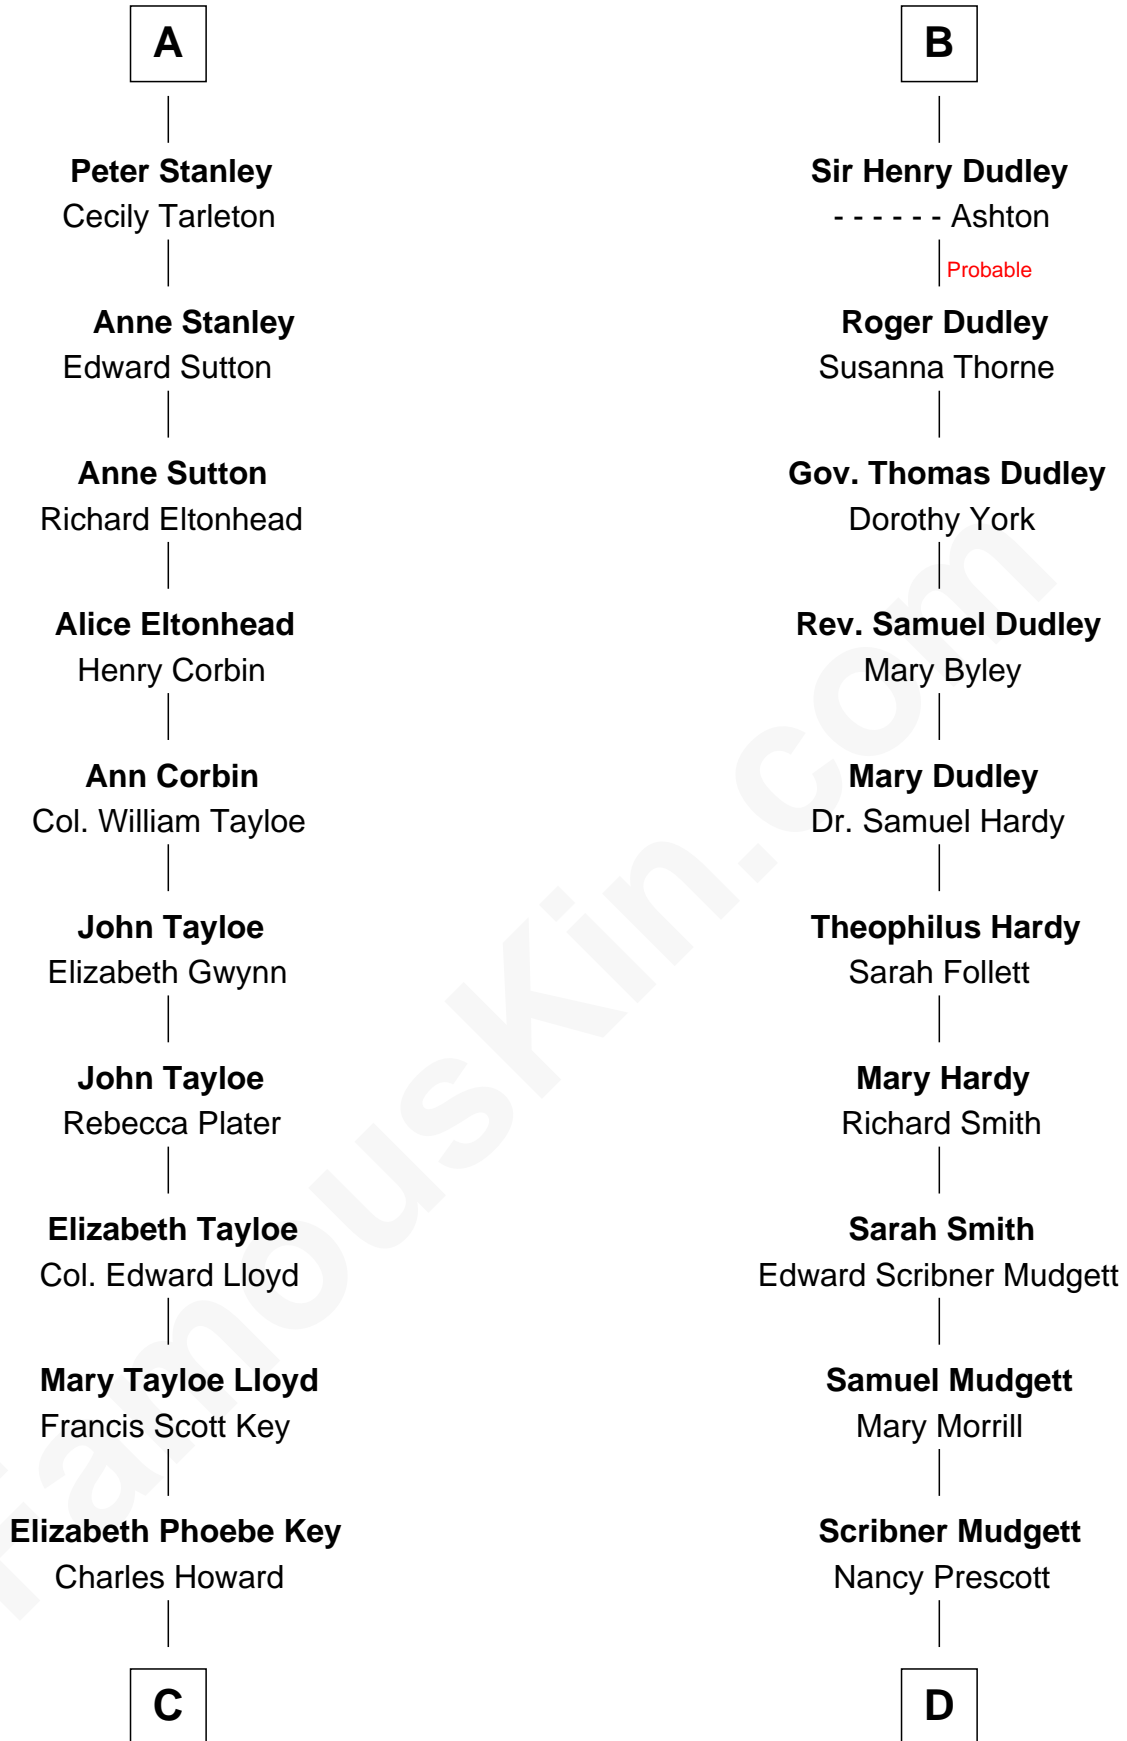 A
Peter Stanley
Cecily Tarleton
Anne Stanley
Edward Sutton
Anne Sutton
Richard Eltonhead
Alice Eltonhead
Henry Corbin
Ann Corbin
Col. William Tayloe
John Tayloe
Elizabeth Gwynn
John Tayloe
Rebecca Plater
Elizabeth Tayloe
Col. Edward Lloyd
Mary Tayloe Lloyd
Francis Scott Key
Elizabeth Phoebe Key
Charles Howard
C
B
Sir Henry Dudley
- - - - - - Ashton
Probable
Roger Dudley
Susanna Thorne
Gov. Thomas Dudley
Dorothy York
Rev. Samuel Dudley
Mary Byley
Mary Dudley
Dr. Samuel Hardy
Theophilus Hardy
Sarah Follett
Mary Hardy
Richard Smith
Sarah Smith
Edward Scribner Mudgett
Samuel Mudgett
Mary Morrill
Scribner Mudgett
Nancy Prescott
D
FamousKin.com